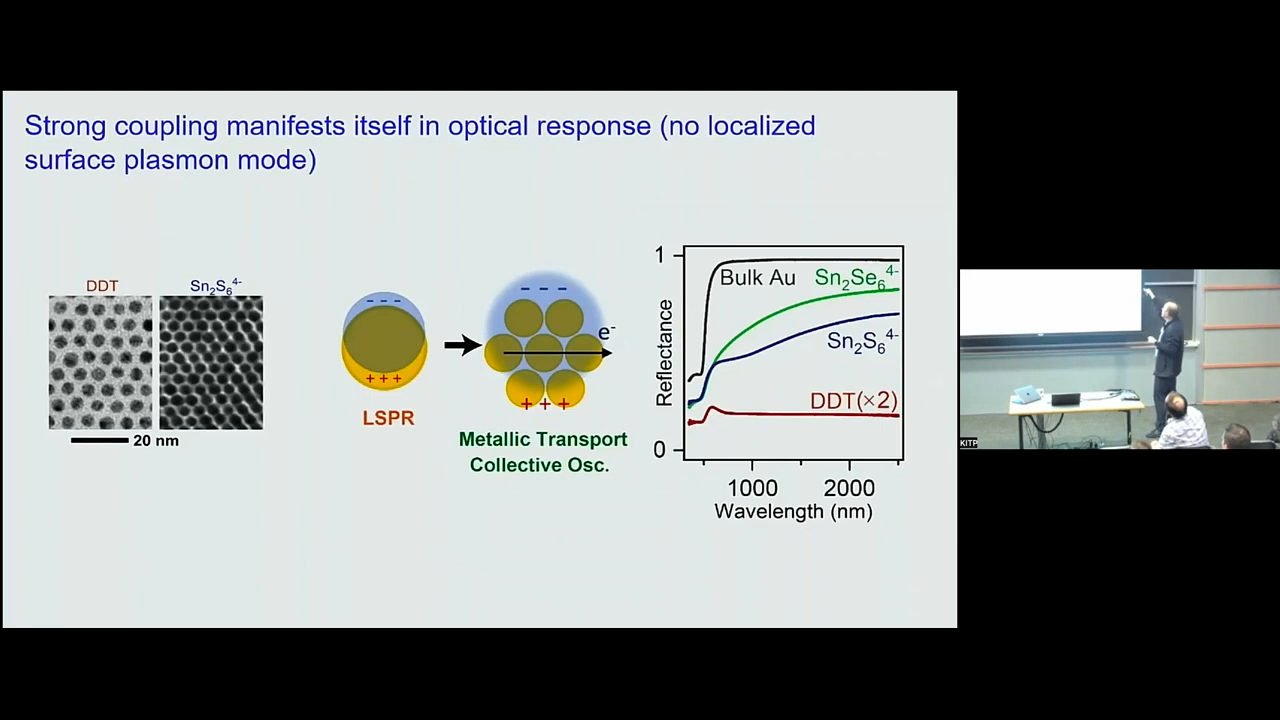 Strong coupling manifests itself in optical response (no localized
surface plasmon mode)
DDT
Sn₂S₆⁴⁻
20 nm
- - -
+ + +
LSPR
- - -
e⁻
+ + +
Metallic Transport
Collective Osc.
1
Reflectance
0
Bulk Au
Sn₂Se₆⁴⁻
Sn₂S₆⁴⁻
DDT(×2)
1000
2000
Wavelength (nm)
KITP